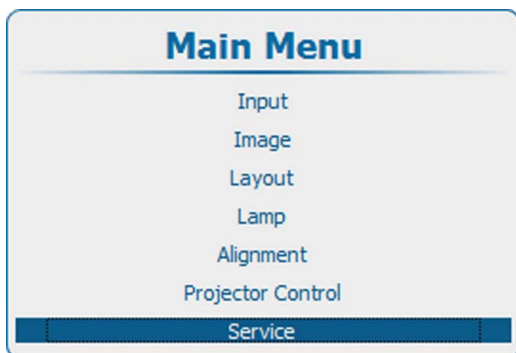 Main Menu
Input
Image
Layout
Lamp
Alignment
Projector Control
Service